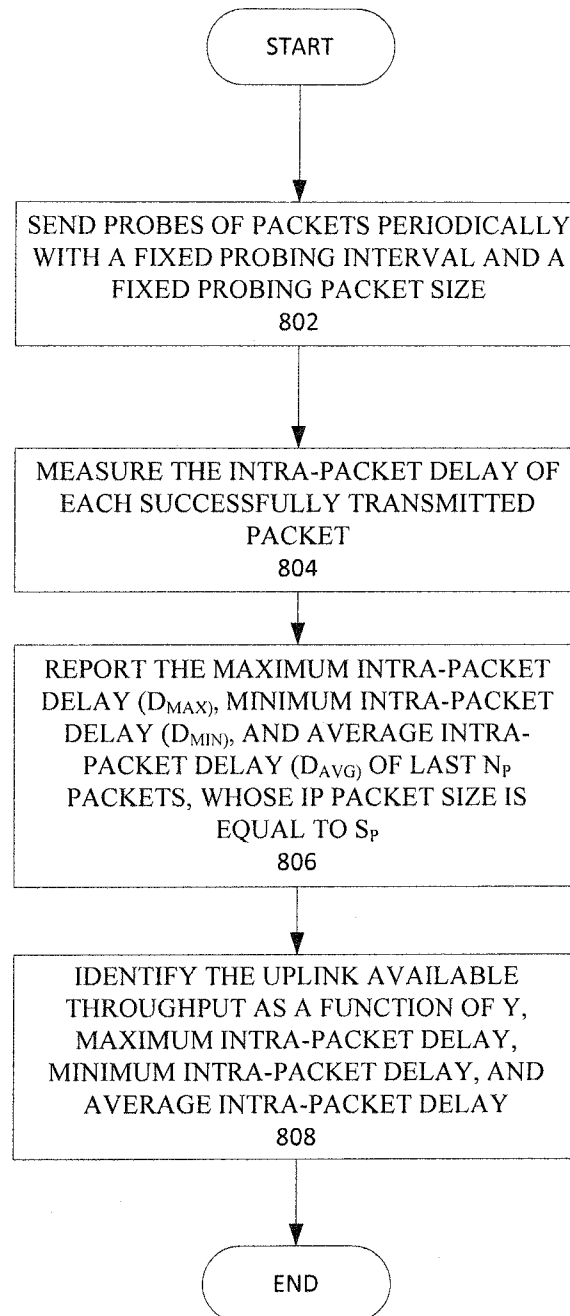 START
SEND PROBES OF PACKETS PERIODICALLY
WITH A FIXED PROBING INTERVAL AND A
FIXED PROBING PACKET SIZE
802
MEASURE THE INTRA-PACKET DELAY OF
EACH SUCCESSFULLY TRANSMITTED
PACKET
804
REPORT THE MAXIMUM INTRA-PACKET
DELAY (DMAX), MINIMUM INTRA-PACKET
DELAY (DMIN), AND AVERAGE INTRA-
PACKET DELAY (DAVG) OF LAST NP
PACKETS, WHOSE IP PACKET SIZE IS
EQUAL TO SP
806
IDENTIFY THE UPLINK AVAILABLE
THROUGHPUT AS A FUNCTION OF Y,
MAXIMUM INTRA-PACKET DELAY,
MINIMUM INTRA-PACKET DELAY, AND
AVERAGE INTRA-PACKET DELAY
808
END